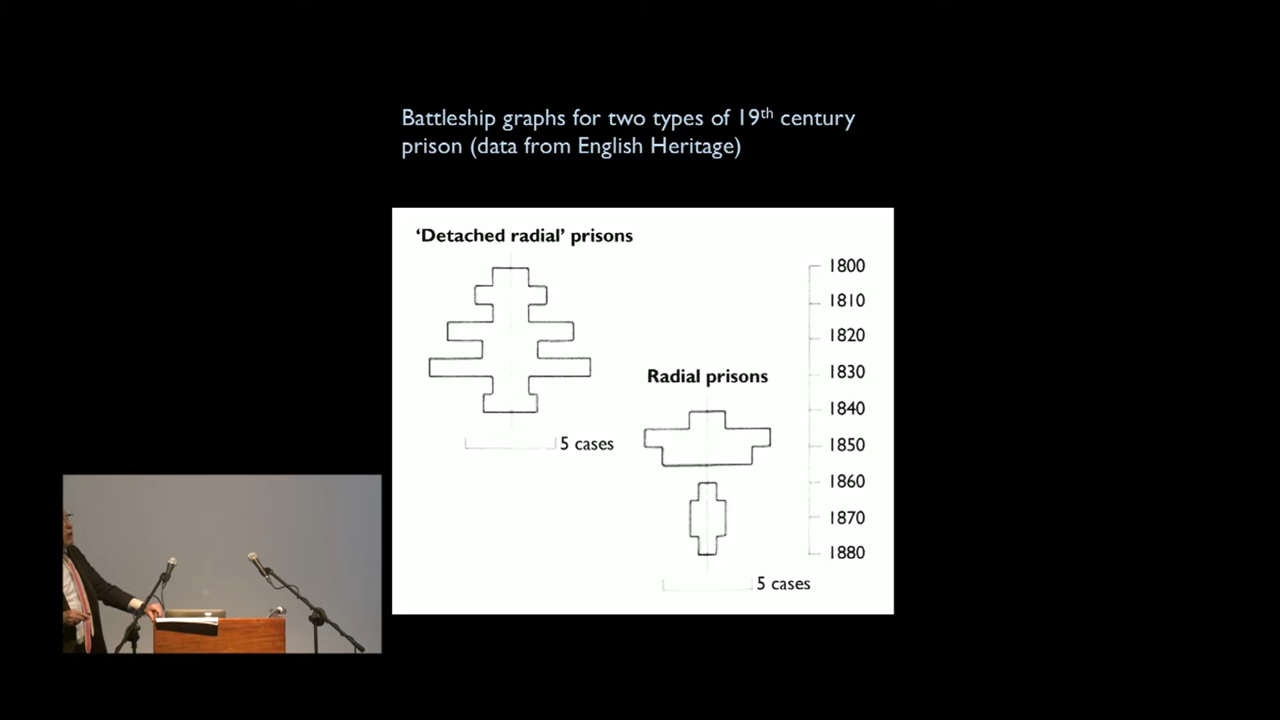 Battleship graphs for two types of 19th century
prison (data from English Heritage)
‘Detached radial’ prisons
1800
1810
1820
1830
Radial prisons
1840
5 cases
1850
1860
1870
1880
5 cases